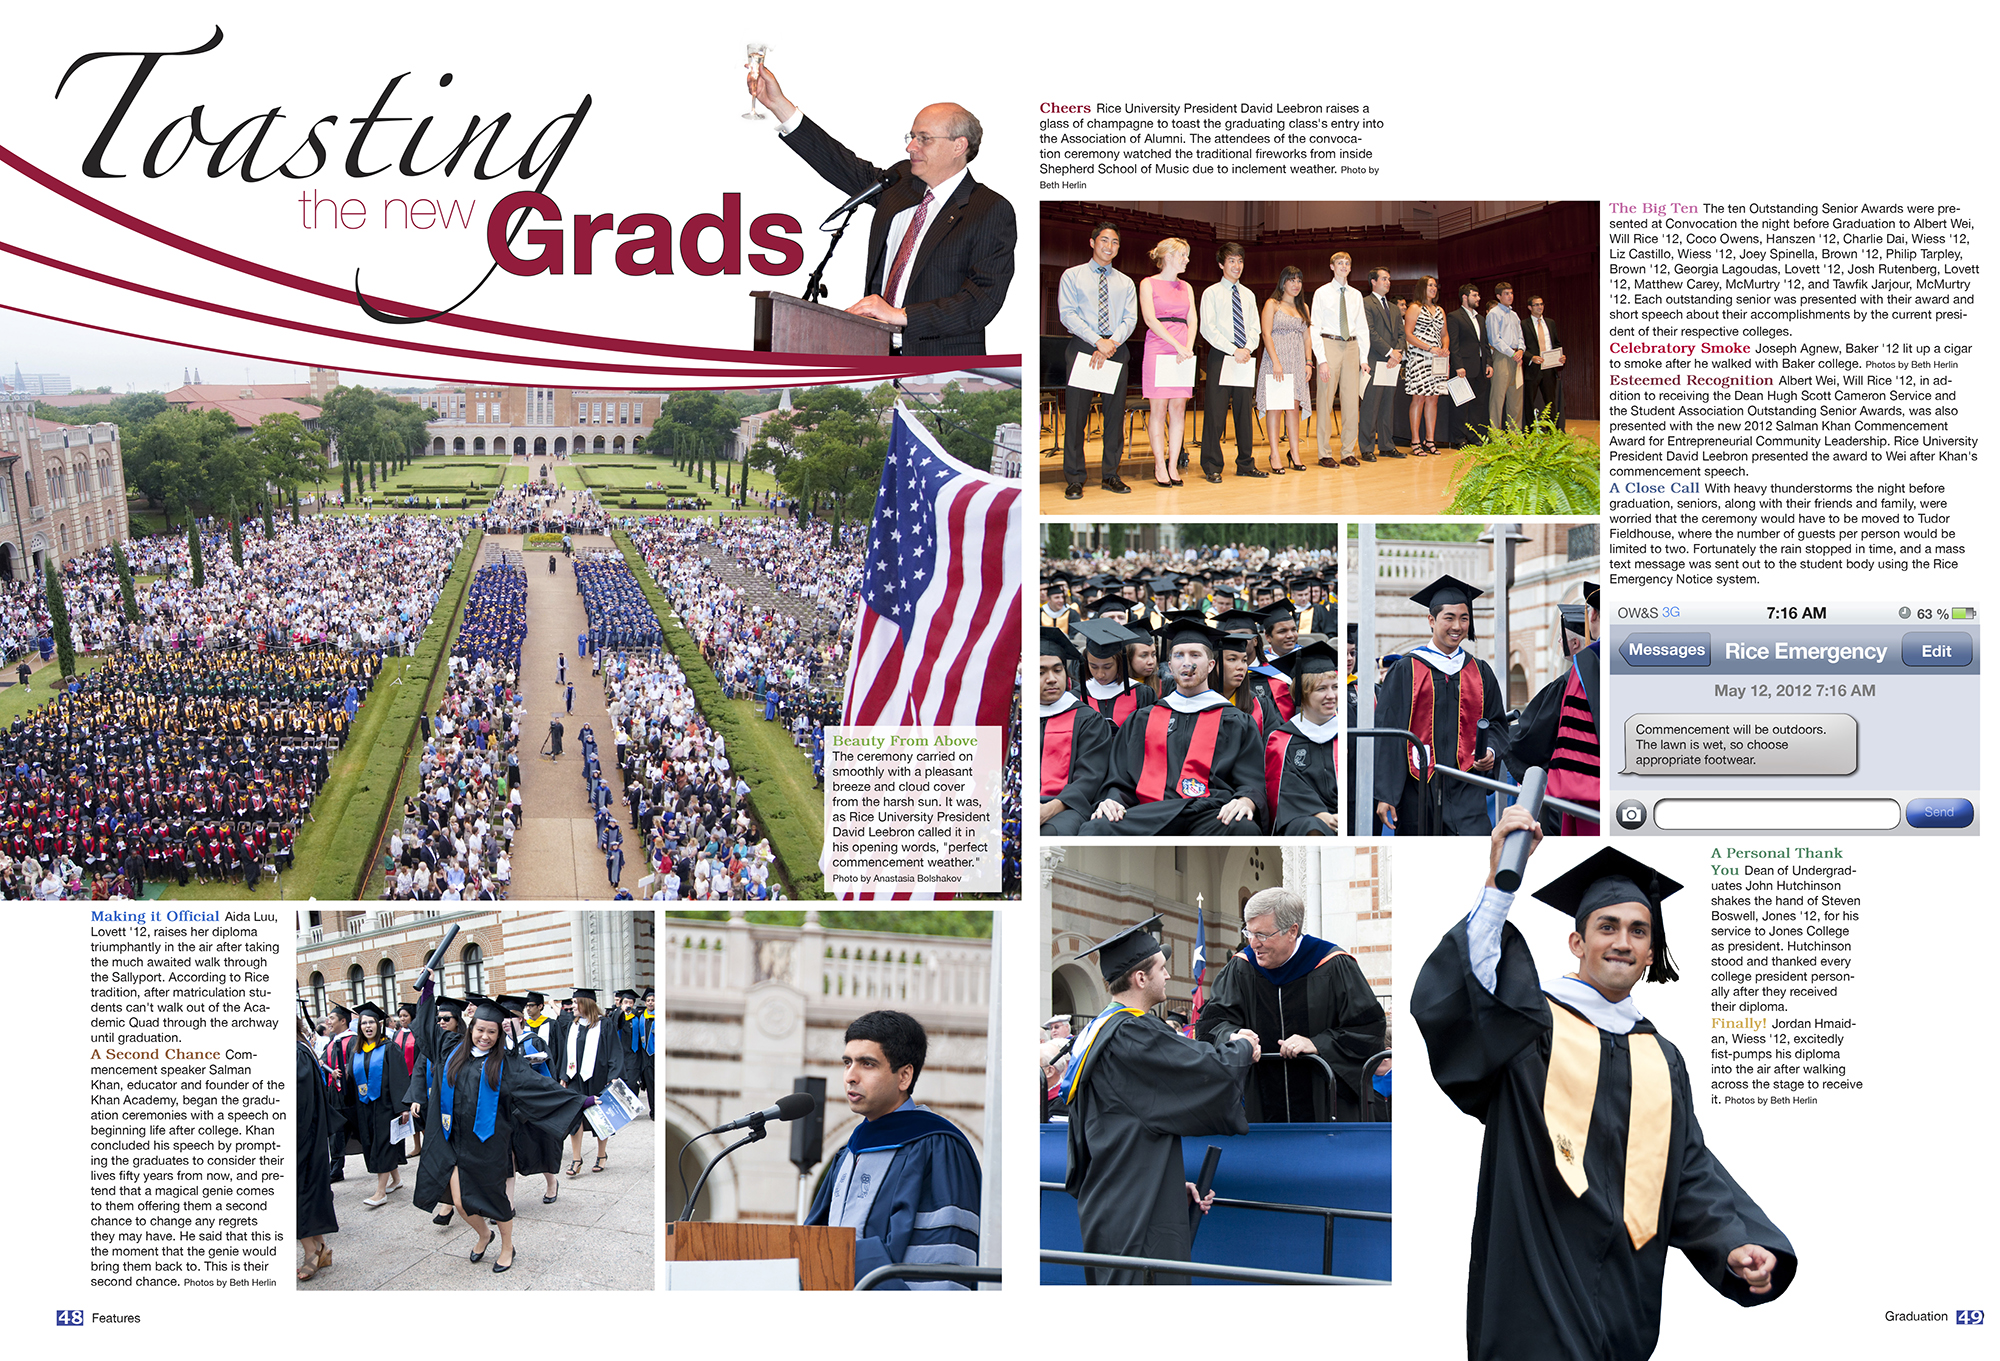 Toasting
the new Grads
Beauty From Above
The ceremony carried on
smoothly with a pleasant
breeze and cloud cover
from the harsh sun. It was,
as Rice University President
David Leebron called it in
his opening words, "perfect
commencement weather."
Photo by Anastasia Bolshakov
Making it Official Aida Luu,
Lovett '12, raises her diploma
triumphantly in the air after taking
the much awaited walk through
the Sallyport. According to Rice
tradition, after matriculation stu-
dents can't walk out of the Aca-
demic Quad through the archway
until graduation.
A Second Chance Com-
mencement speaker Salman
Khan, educator and founder of the
Khan Academy, began the gradu-
ation ceremonies with a speech on
beginning life after college. Khan
concluded his speech by prompt-
ing the graduates to consider their
lives fifty years from now, and pre-
tend that a magical genie comes
to them offering them a second
chance to change any regrets
they may have. He said that this is
the moment that the genie would
bring them back to. This is their
second chance. Photos by Beth Herlin
48 Features
Cheers Rice University President David Leebron raises a
glass of champagne to toast the graduating class's entry into
the Association of Alumni. The attendees of the convoca-
tion ceremony watched the traditional fireworks from inside
Shepherd School of Music due to inclement weather. Photo by
Beth Herlin
The Big Ten The ten Outstanding Senior Awards were pre-
sented at Convocation the night before Graduation to Albert Wei,
Will Rice '12, Coco Owens, Hanszen '12, Charlie Dai, Wiess '12,
Liz Castillo, Wiess '12, Joey Spinella, Brown '12, Philip Tarpley,
Brown '12, Georgia Lagoudas, Lovett '12, Josh Rutenberg, Lovett
'12, Matthew Carey, McMurtry '12, and Tawfik Jarjour, McMurtry
'12. Each outstanding senior was presented with their award and
short speech about their accomplishments by the current presi-
dent of their respective colleges.
Celebratory Smoke Joseph Agnew, Baker '12 lit up a cigar
to smoke after he walked with Baker college. Photos by Beth Herlin
Esteemed Recognition Albert Wei, Will Rice '12, in ad-
dition to receiving the Dean Hugh Scott Cameron Service and
the Student Association Outstanding Senior Awards, was also
presented with the new 2012 Salman Khan Commencement
Award for Entrepreneurial Community Leadership. Rice University
President David Leebron presented the award to Wei after Khan's
commencement speech.
A Close Call With heavy thunderstorms the night before
graduation, seniors, along with their friends and family, were
worried that the ceremony would have to be moved to Tudor
Fieldhouse, where the number of guests per person would be
limited to two. Fortunately the rain stopped in time, and a mass
text message was sent out to the student body using the Rice
Emergency Notice system.
OW&S 3G 7:16 AM 63 %
Messages Rice Emergency Edit
May 12, 2012 7:16 AM
Commencement will be outdoors.
The lawn is wet, so choose
appropriate footwear.
Send
A Personal Thank
You Dean of Undergrad-
uates John Hutchinson
shakes the hand of Steven
Boswell, Jones '12, for his
service to Jones College
as president. Hutchinson
stood and thanked every
college president person-
ally after they received
their diploma.
Finally! Jordan Hmaid-
an, Wiess '12, excitedly
fist-pumps his diploma
into the air after walking
across the stage to receive
it. Photos by Beth Herlin
Graduation 49